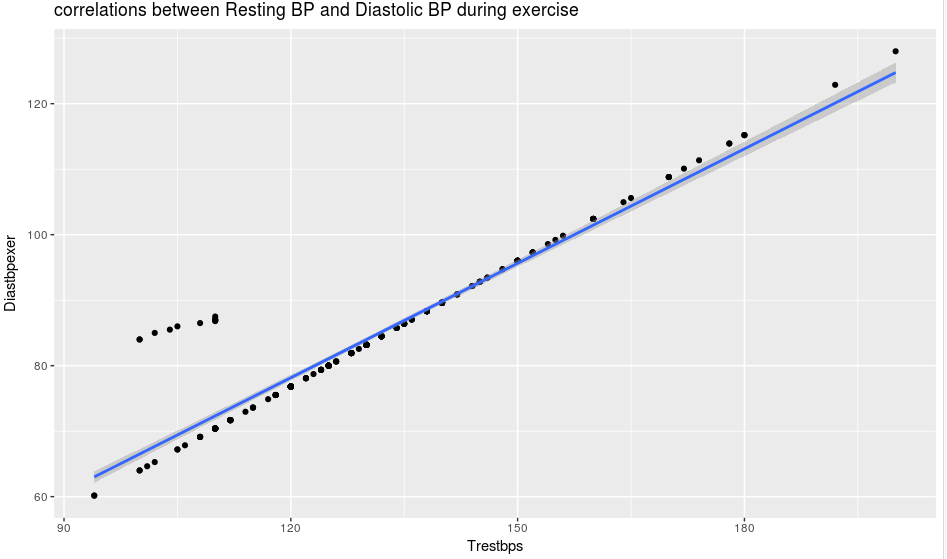 correlations between Resting BP and Diastolic BP during exercise
120
100
80
60
Diastbpexer
90
120
150
180
Trestbps